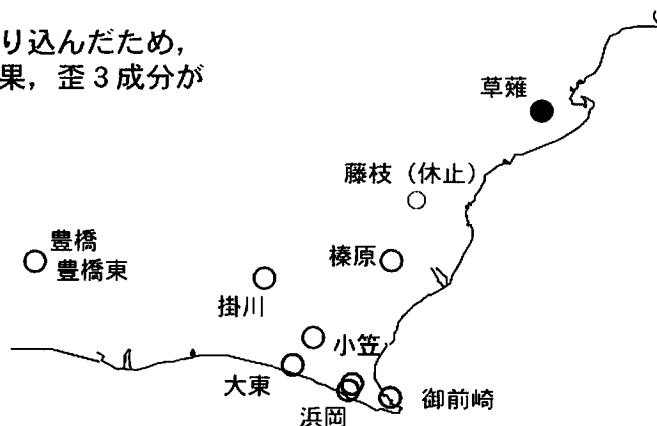 り込んだため,
果，歪３成分が
草薙
藤枝（休止）
豊橋
豊橋東
榛原
掛川
小笠
大東
浜岡
御前崎